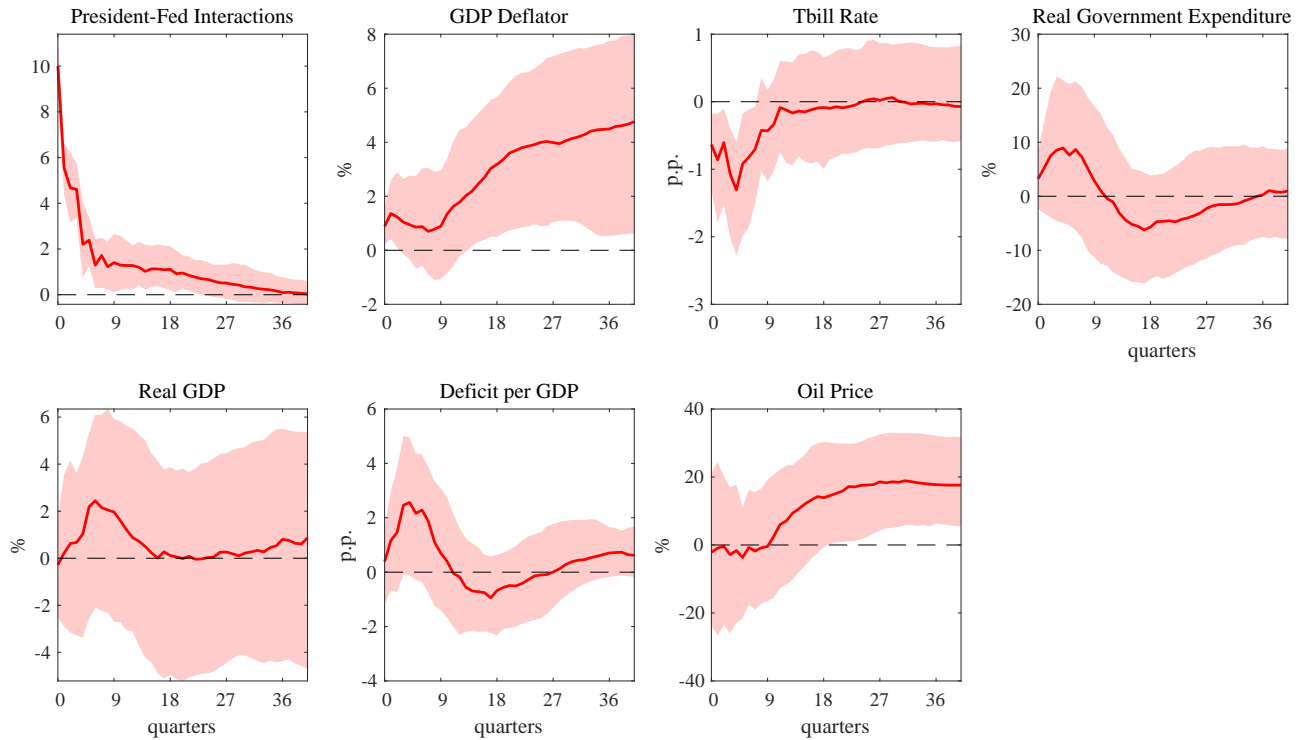 President-Fed Interactions
GDP Deflator
Tbill Rate
Real Government Expenditure
10
8
6
4
2
0
0 9 18 27 36
%
8
6
4
2
0
-2
0 9 18 27 36
p.p.
1
0
-1
-2
-3
0 9 18 27 36
%
30
20
10
0
-10
-20
0 9 18 27 36
quarters
Real GDP
Deficit per GDP
Oil Price
%
6
4
2
0
-2
-4
0 9 18 27 36
quarters
p.p.
6
4
2
0
2
4
0 9 18 27 36
quarters
%
40
20
0
-20
-40
0 9 18 27 36
quarters